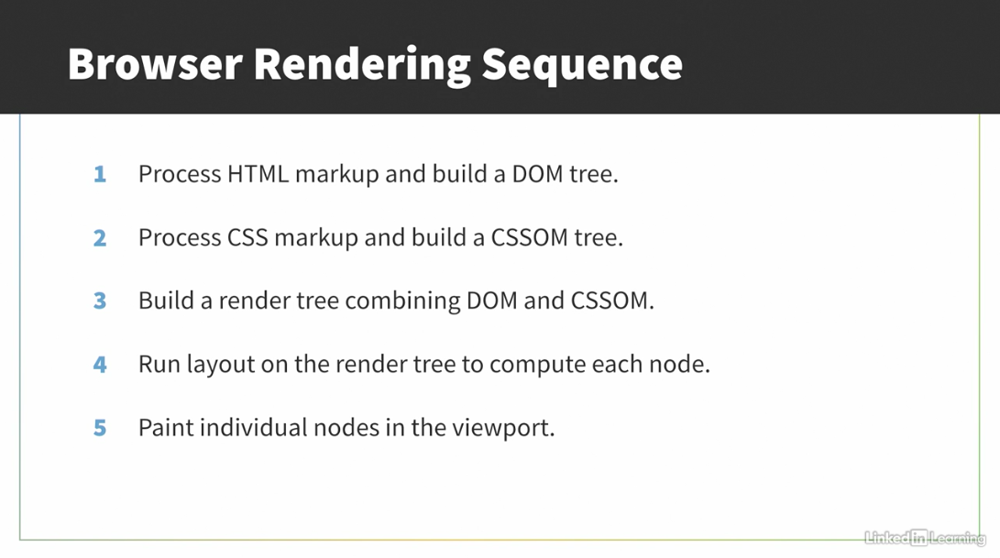 Browser Rendering Sequence
1 Process HTML markup and build a DOM tree.
2 Process CSS markup and build a CSSOM tree.
3 Build a render tree combining DOM and CSSOM.
4 Run layout on the render tree to compute each node.
5 Paint individual nodes in the viewport.
Linked in Learning